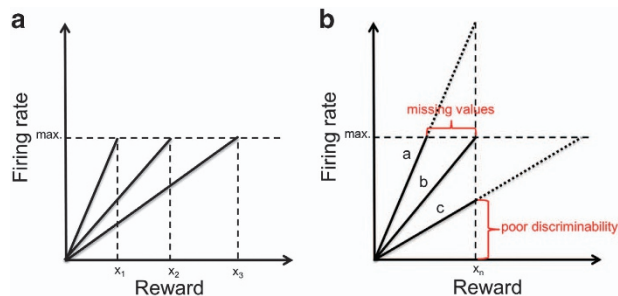 a
Firing rate
max.
x1
x2
x3
Reward
b
Firing rate
missing values
max.
a
b
c
poor discriminability
xn
Reward